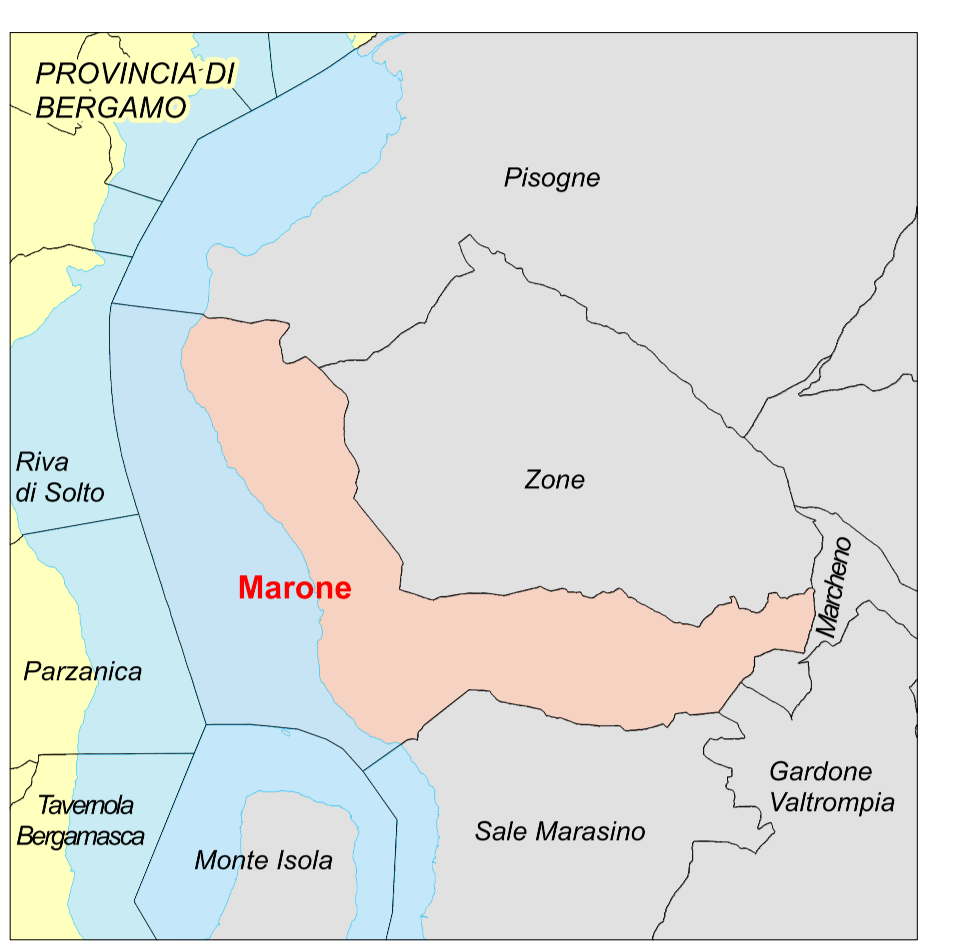 PROVINCIA DI
BERGAMO
Pisogne
Riva
di Solto
Zone
Marone
Marcheno
Parzanica
Gardone
Valtrompia
Tavernola
Bergamasca
Sale Marasino
Monte Isola